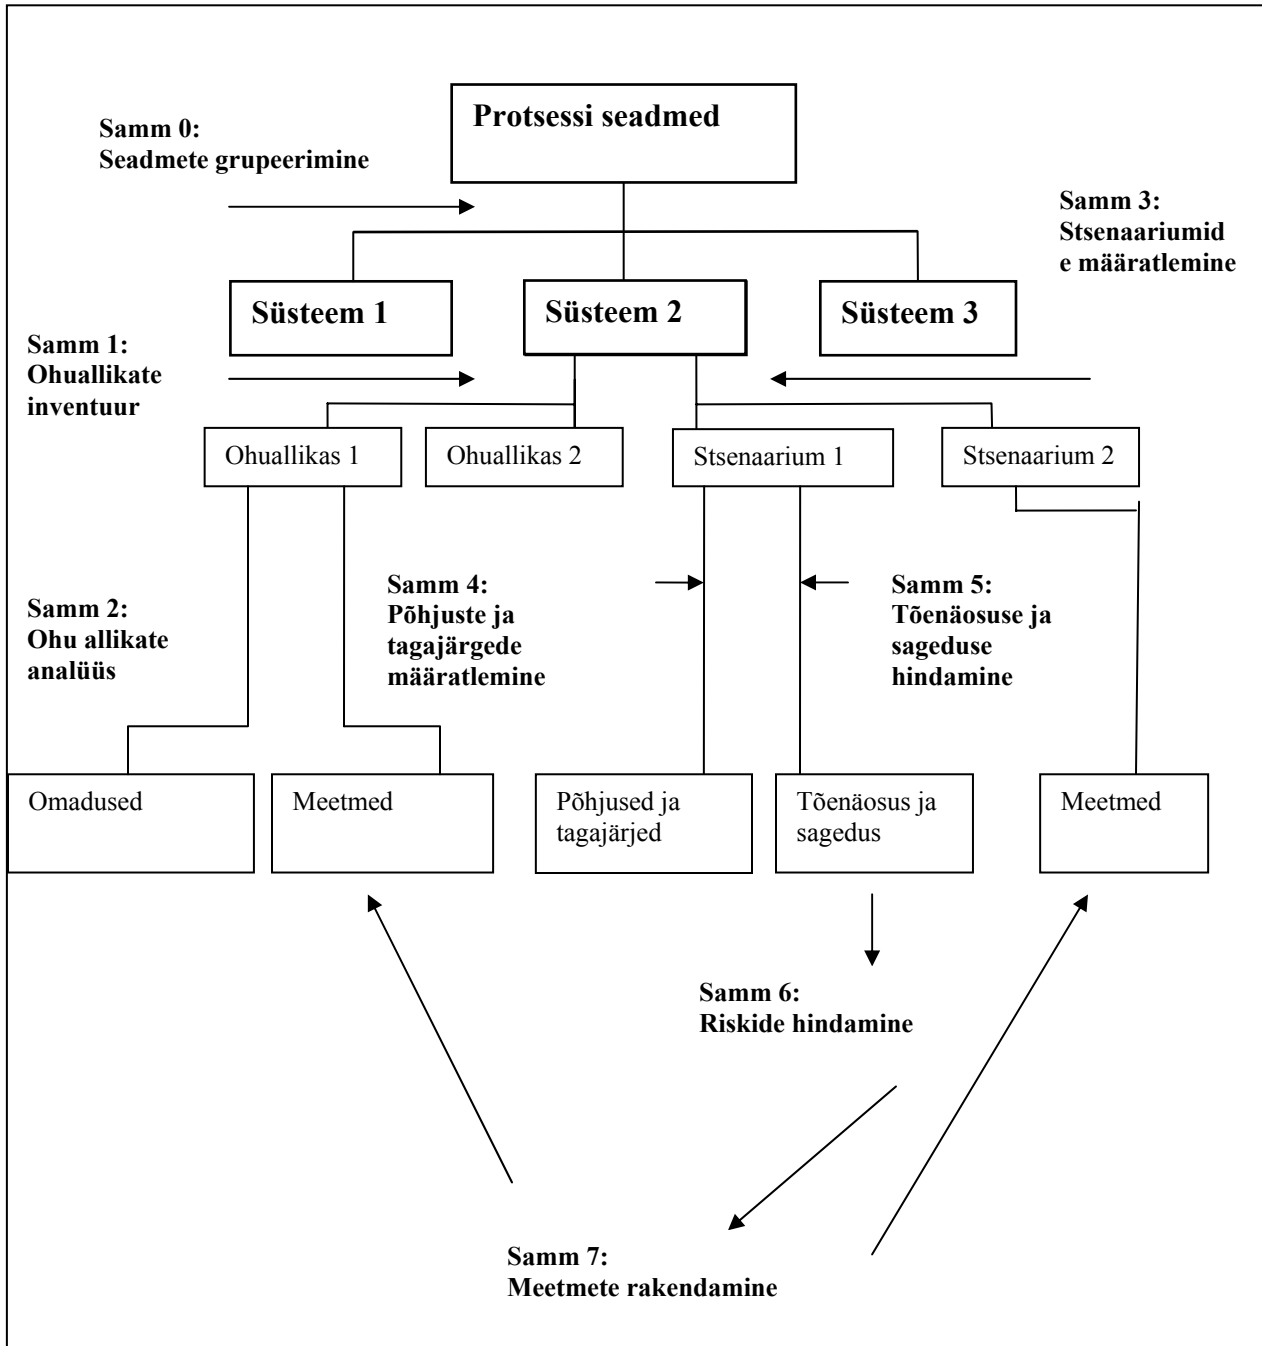 Protsessi seadmed
Samm 0:
Seadmete grupeerimine
Samm 3:
Stsenaariumid
e määratlemine
Süsteem 1
Süsteem 2
Süsteem 3
Samm 1:
Ohuallikate
inventuur
Ohuallikas 1
Ohuallikas 2
Stsenaarium 1
Stsenaarium 2
Samm 2:
Ohu allikate
analüüs
Samm 4:
Põhjuste ja
tagajärgede
määratlemine
Samm 5:
Tõenäosuse ja
sageduse
hindamine
Omadused
Meetmed
Põhjused ja
tagajärjed
Tõenäosus ja
sagedus
Meetmed
Samm 6:
Riskide hindamine
Samm 7:
Meetmete rakendamine